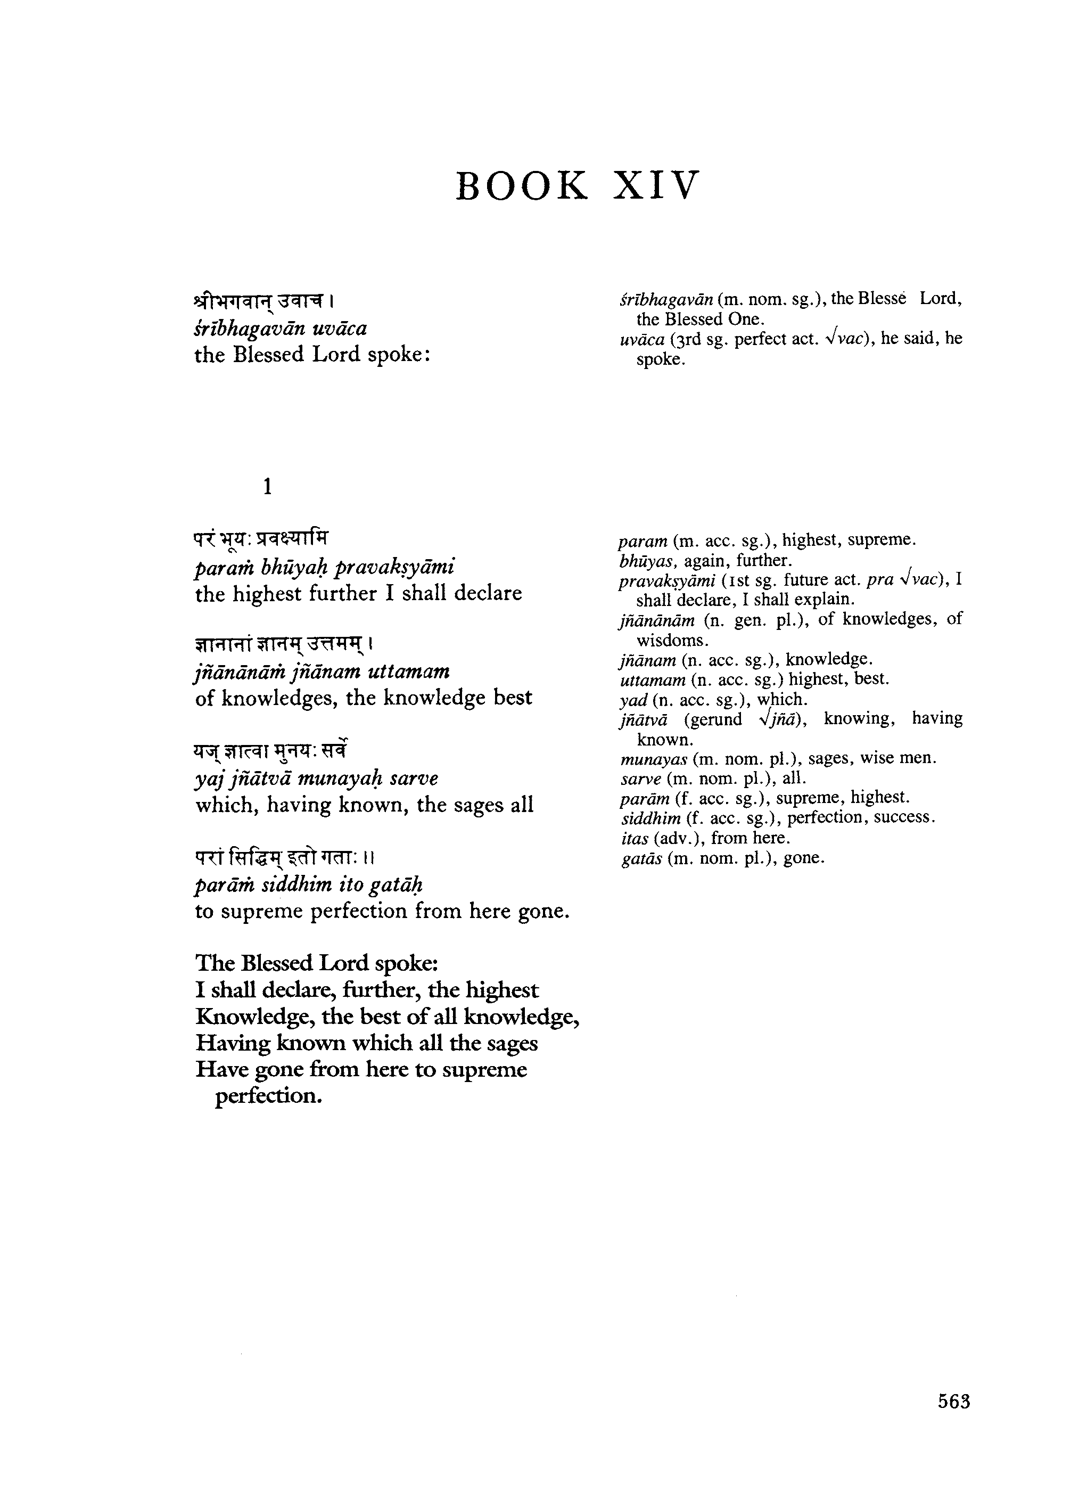 BOOK XIV
श्रीभगवान् उवाच ।
śrībhagavān uvāca
the Blessed Lord spoke:
1
परं भूयः प्रवक्ष्यामि
paraṁ bhūyaḥ pravakṣyāmi
the highest further I shall declare
ज्ञानानां ज्ञानम् उत्तमम् ।
jñānānāṁ jñānam uttamam
of knowledges, the knowledge best
यज् ज्ञात्वा मुनयः सर्वे
yaj jñātvā munayaḥ sarve
which, having known, the sages all
परां सिद्धिम् इतो गताः ।।
parāṁ siddhim ito gatāḥ
to supreme perfection from here gone.
The Blessed Lord spoke:
I shall declare, further, the highest
Knowledge, the best of all knowledge,
Having known which all the sages
Have gone from here to supreme
perfection.
śrībhagavān (m. nom. sg.), the Blesse Lord,
the Blessed One.
uvāca (3rd sg. perfect act. √vac), he said, he
spoke.
param (m. acc. sg.), highest, supreme.
bhūyas, again, further.
pravakṣyāmi (1st sg. future act. pra √vac), I
shall declare, I shall explain.
jñānānām (n. gen. pl.), of knowledges, of
wisdoms.
jñānam (n. acc. sg.), knowledge.
uttamam (n. acc. sg.) highest, best.
yad (n. acc. sg.), which.
jñātvā (gerund √jñā), knowing, having
known.
munayas (m. nom. pl.), sages, wise men.
sarve (m. nom. pl.), all.
parām (f. acc. sg.), supreme, highest.
siddhim (f. acc. sg.), perfection, success.
itas (adv.), from here.
gatās (m. nom. pl.), gone.
563